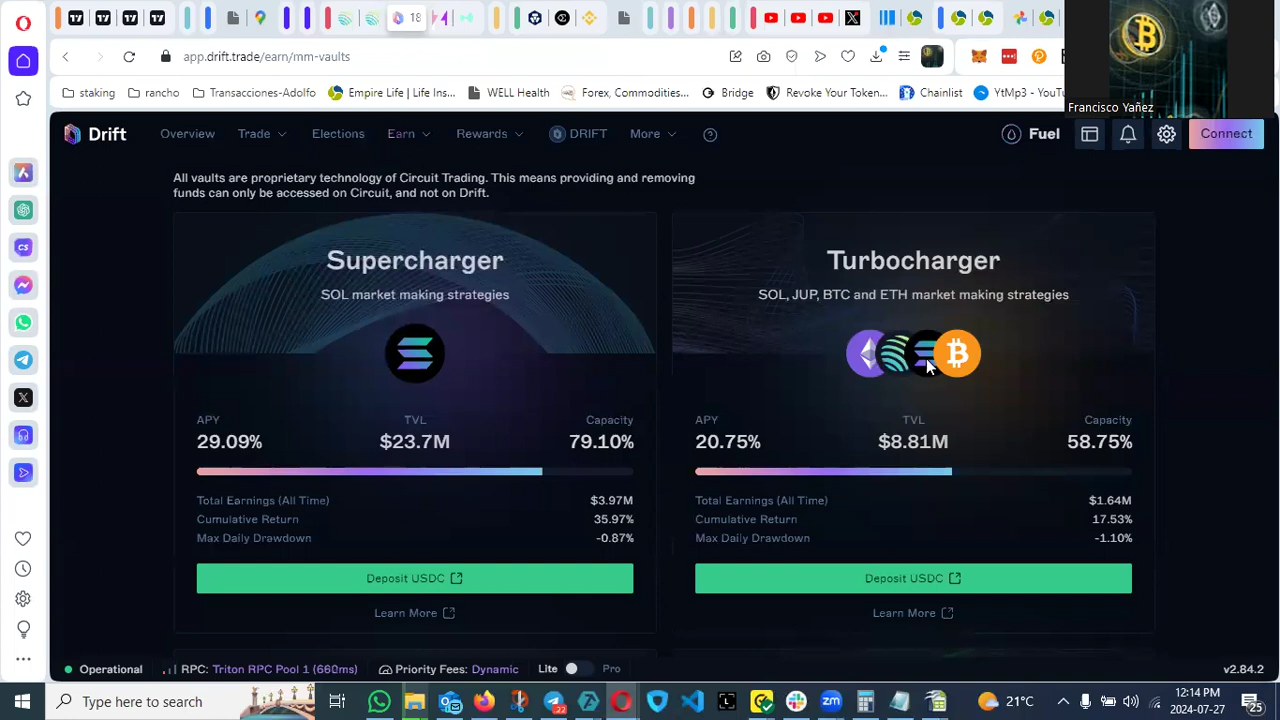 18
app.drift.trade/earn/mm-vaults
Francisco Yañez
staking
rancho
Transacciones-Adolfo
Empire Life | Life Ins...
WELL Health
Forex, Commodities...
Bridge
Revoke Your Token...
Chainlist
YtMp3 - YouTu
Drift
Overview
Trade
Elections
Earn
Rewards
DRIFT
More
Fuel
Connect
All vaults are proprietary technology of Circuit Trading. This means providing and removing
funds can only be accessed on Circuit, and not on Drift.
Supercharger
SOL market making strategies
APY TVL Capacity
29.09% $23.7M 79.10%
Total Earnings (All Time) $3.97M
Cumulative Return 35.97%
Max Daily Drawdown -0.87%
Deposit USDC
Learn More
Turbocharger
SOL, JUP, BTC and ETH market making strategies
APY TVL Capacity
20.75% $8.81M 58.75%
Total Earnings (All Time) $1.64M
Cumulative Return 17.53%
Max Daily Drawdown -1.10%
Deposit USDC
Learn More
Operational
RPC: Triton RPC Pool 1 (660ms)
Priority Fees: Dynamic
Lite
Pro
v2.84.2
Type here to search
22
zm
21°C
12:14 PM
2024-07-27
25